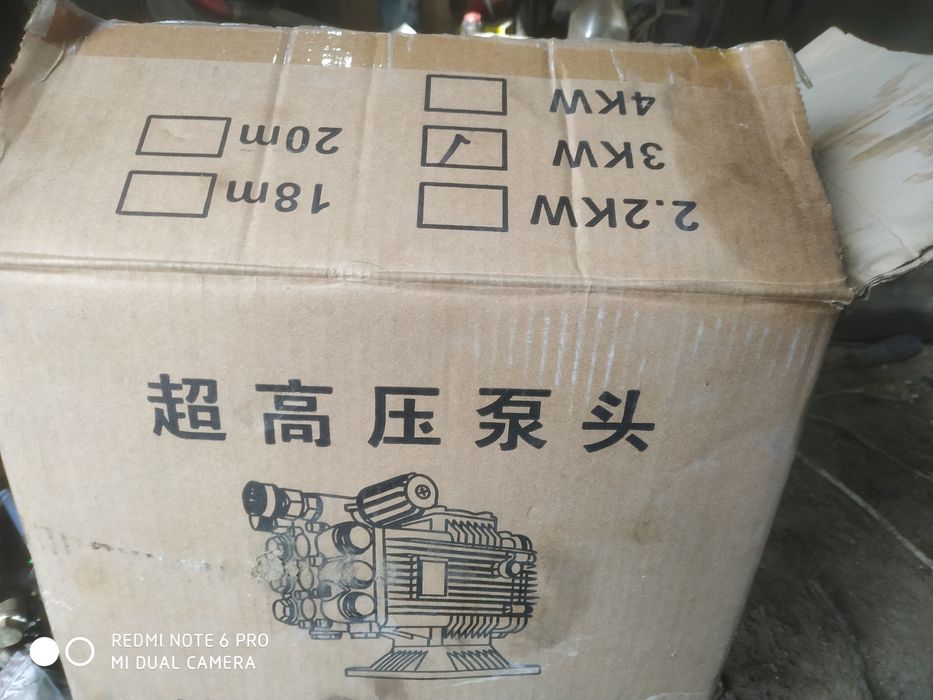 4KW
20m
3KW
18m
2.2KW
超高压泵头
REDMI NOTE 6 PRO
MI DUAL CAMERA